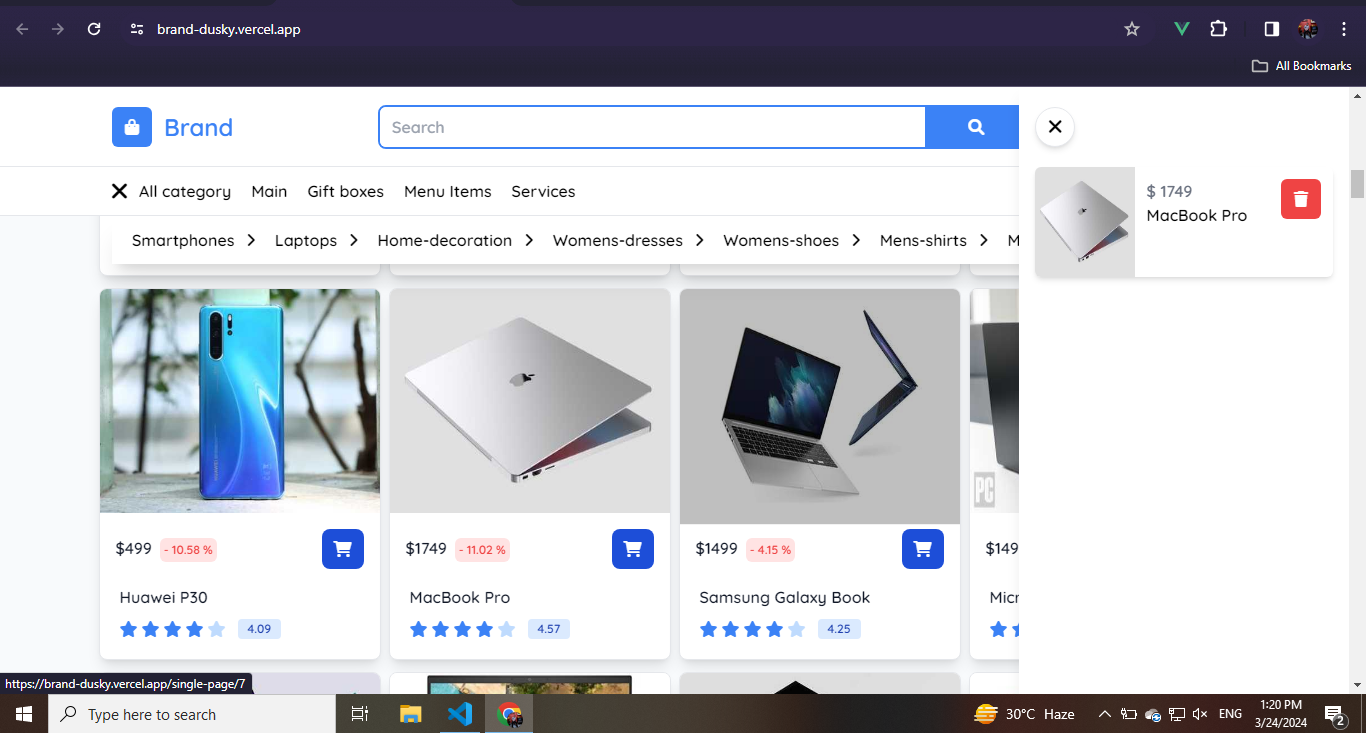 brand-dusky.vercel.app
All Bookmarks
Brand
Search
All category Main Gift boxes Menu Items Services
$ 1749
MacBook Pro
Smartphones Laptops Home-decoration Womens-dresses Womens-shoes Mens-shirts M
PC
$499 - 10.58 % $1749 - 11.02 % $1499 - 4.15 % $149
Huawei P30 MacBook Pro Samsung Galaxy Book Micr
4.09 4.57 4.25
https://brand-dusky.vercel.app/single-page/7
Type here to search
30°C Haze
ENG
1:20 PM
3/24/2024
2